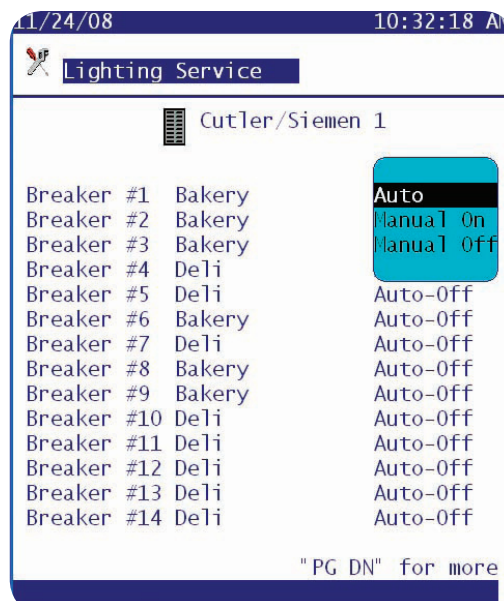 11/24/08 10:32:18 AM
Lighting Service
Cutler/Siemen 1
Breaker #1 Bakery Auto
Breaker #2 Bakery Manual On
Breaker #3 Bakery Manual Off
Breaker #4 Deli
Breaker #5 Deli Auto-Off
Breaker #6 Bakery Auto-Off
Breaker #7 Deli Auto-Off
Breaker #8 Bakery Auto-Off
Breaker #9 Bakery Auto-Off
Breaker #10 Deli Auto-Off
Breaker #11 Deli Auto-Off
Breaker #12 Deli Auto-Off
Breaker #13 Deli Auto-Off
Breaker #14 Deli Auto-Off
"PG DN" for more